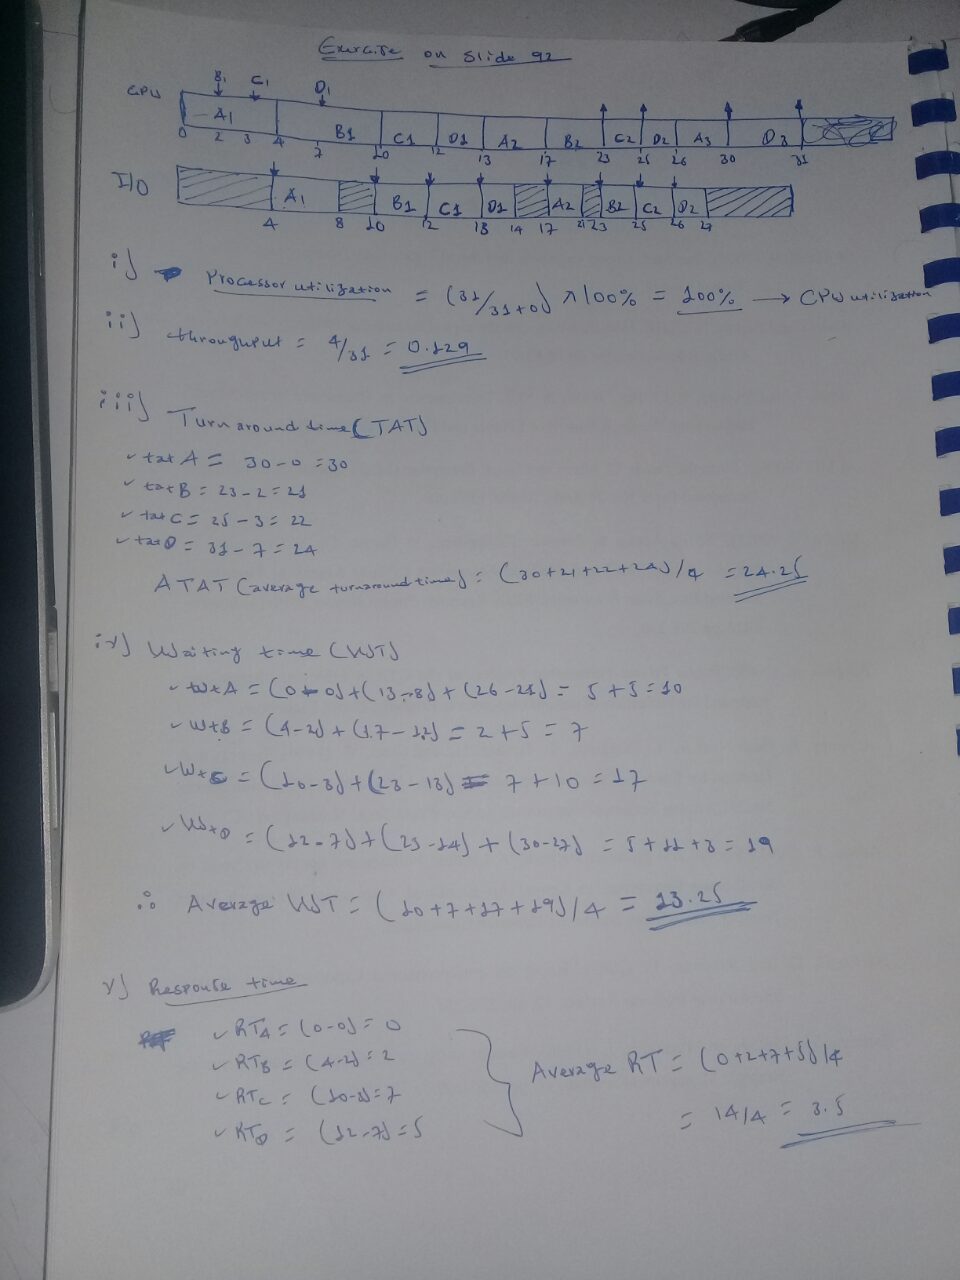 Exercise on Slide 92
B1 C1 D1
CPU A1 B1 C1 D1 A2 B2 C2 D2 A3 D3
0 2 3 4 7 10 12 13 17 23 25 26 30 31
I/O A1 B1 C1 D1 A2 B2 C2 D2
4 8 10 12 13 14 17 21 23 25 26 27
i) Processor utilization = (31/31+0) × 100% = 100% → CPU utilization
ii) throughput = 4/31 = 0.129
iii) Turnaround time (TAT)
✓ tat A = 30-0 = 30
✓ tat B = 23-2 = 21
✓ tat C = 25-3 = 22
✓ tat D = 31-7 = 24
ATAT (average turnaround time) = (30+21+22+24)/4 = 24.25
iv) Waiting time (WT)
✓ WtA = (0-0)+(13-8)+(26-21) = 5+5=10
✓ WtB = (4-2)+(17-12) = 2+5 = 7
✓ Wtc = (10-3)+(23-13) = 7+10 = 17
✓ WtD = (12-7)+(25-14)+(30-27) = 5+11+3 = 19
∴ Average WT = (10+7+17+19)/4 = 13.25
v) Response time
✓ RTA = (0-0) = 0
✓ RTB = (4-2) = 2
✓ RTC = (10-3)=7
✓ RTD = (12-7)=5
Average RT = (0+2+7+5)/4
= 14/4 = 3.5